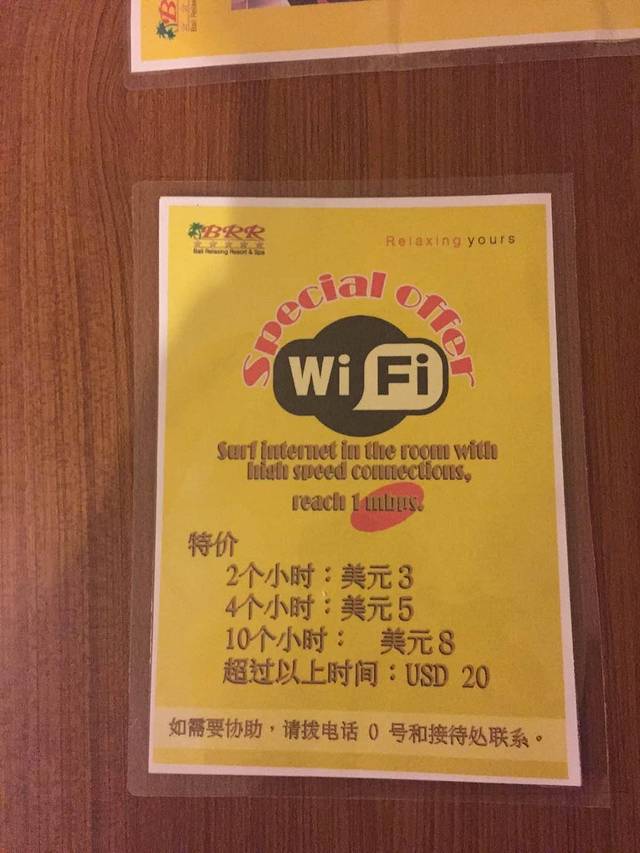 BRR
Bali Relaxing Resort & Spa
Relaxing yours
Special offer
Wi Fi
Surf internet in the room with
high speed connections,
reach 1 mbps.
特价
2个小时：美元3
4个小时：美元5
10个小时： 美元8
超过以上时间：USD 20
如需要协助，请拨电话 0 号和接待处联系。